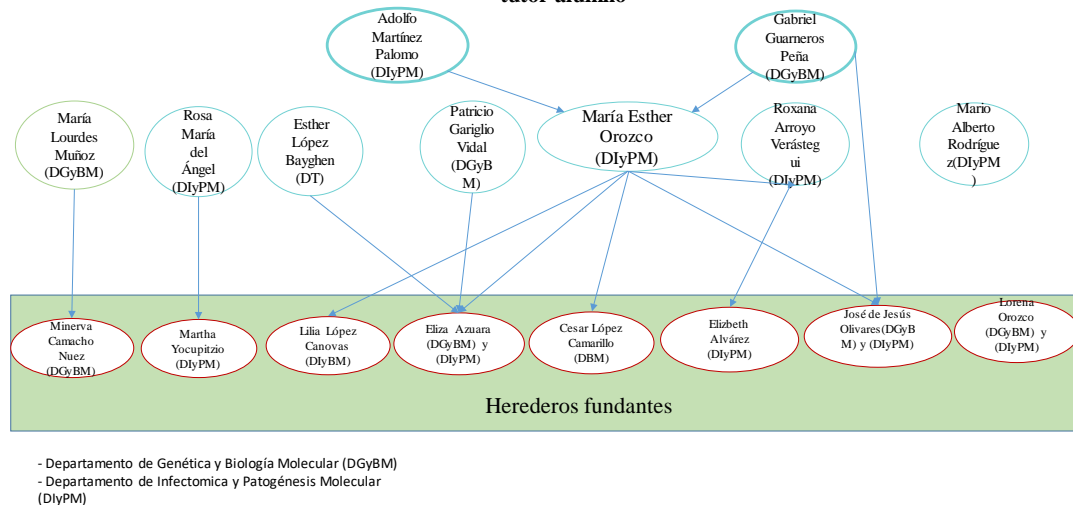 tutor-alumno
Adolfo
Martínez
Palomo
(DIyPM)
Gabriel
Guarneros
Peña
(DGyBM)
María
Lourdes
Muñoz
(DGyBM)
Rosa
María
del
Ángel
(DIyPM)
Esther
López
Bayghen
(DT)
Patricio
Gariglio
Vidal
(DGyB
M)
María Esther
Orozco
(DIyPM)
Roxana
Arroyo
Verásteg
ui
(DIyPM)
Mario
Alberto
Rodrígue
z(DIyPM
)
Minerva
Camacho
Nuez
(DGyBM)
Martha
Yocupitzio
(DIyPM)
Lilia López
Canovas
(DIyBM)
Eliza Azuara
(DGyBM) y
(DIyPM)
Cesar López
Camarillo
(DBM)
Elizbeth
Alvárez
(DIyPM)
José de Jesús
Olivares(DGyB
M) y (DIyPM)
Lorena
Orozco
(DGyBM) y
(DIyPM)
Herederos fundantes
- Departamento de Genética y Biología Molecular (DGyBM)
- Departamento de Infectomica y Patogénesis Molecular
(DIyPM)